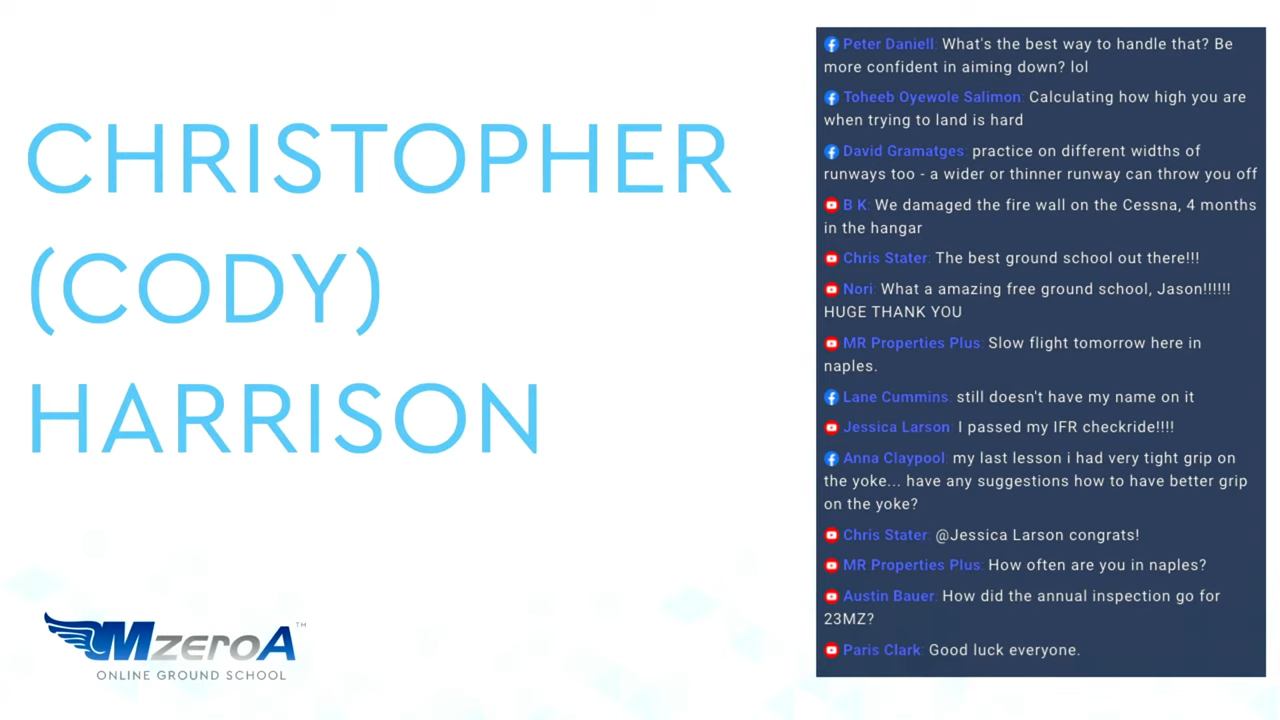 CHRISTOPHER
(CODY)
HARRISON
MzeroA™
ONLINE GROUND SCHOOL
Peter Daniell: What's the best way to handle that? Be
more confident in aiming down? lol
Toheeb Oyewole Salimon: Calculating how high you are
when trying to land is hard
David Gramatges: practice on different widths of
runways too - a wider or thinner runway can throw you off
B K: We damaged the fire wall on the Cessna, 4 months
in the hangar
Chris Stater: The best ground school out there!!!
Nori: What a amazing free ground school, Jason!!!!!!
HUGE THANK YOU
MR Properties Plus: Slow flight tomorrow here in
naples.
Lane Cummins: still doesn't have my name on it
Jessica Larson: I passed my IFR checkride!!!!
Anna Claypool: my last lesson i had very tight grip on
the yoke... have any suggestions how to have better grip
on the yoke?
Chris Stater: @Jessica Larson congrats!
MR Properties Plus: How often are you in naples?
Austin Bauer: How did the annual inspection go for
23MZ?
Paris Clark: Good luck everyone.